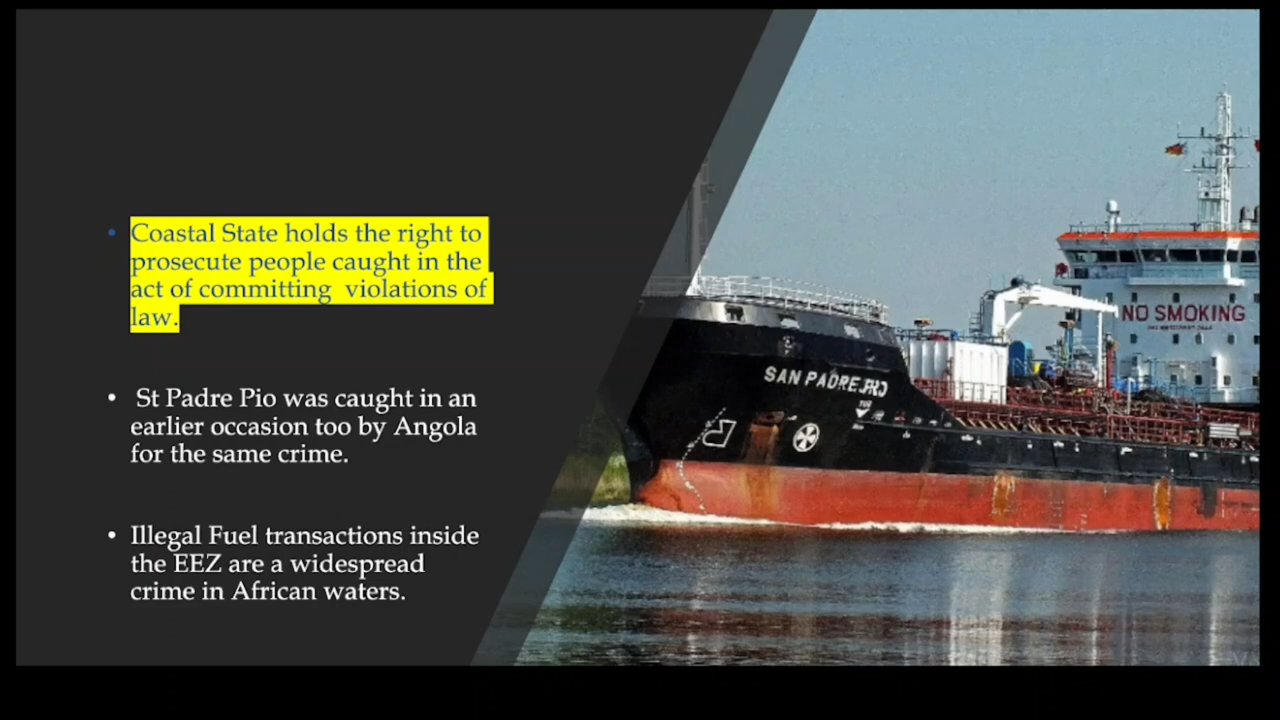 Coastal State holds the right to
prosecute people caught in the
act of committing violations of
law.
St Padre Pio was caught in an
earlier occasion too by Angola
for the same crime.
Illegal Fuel transactions inside
the EEZ are a widespread
crime in African waters.
SAN PADRE PIO
NO SMOKING